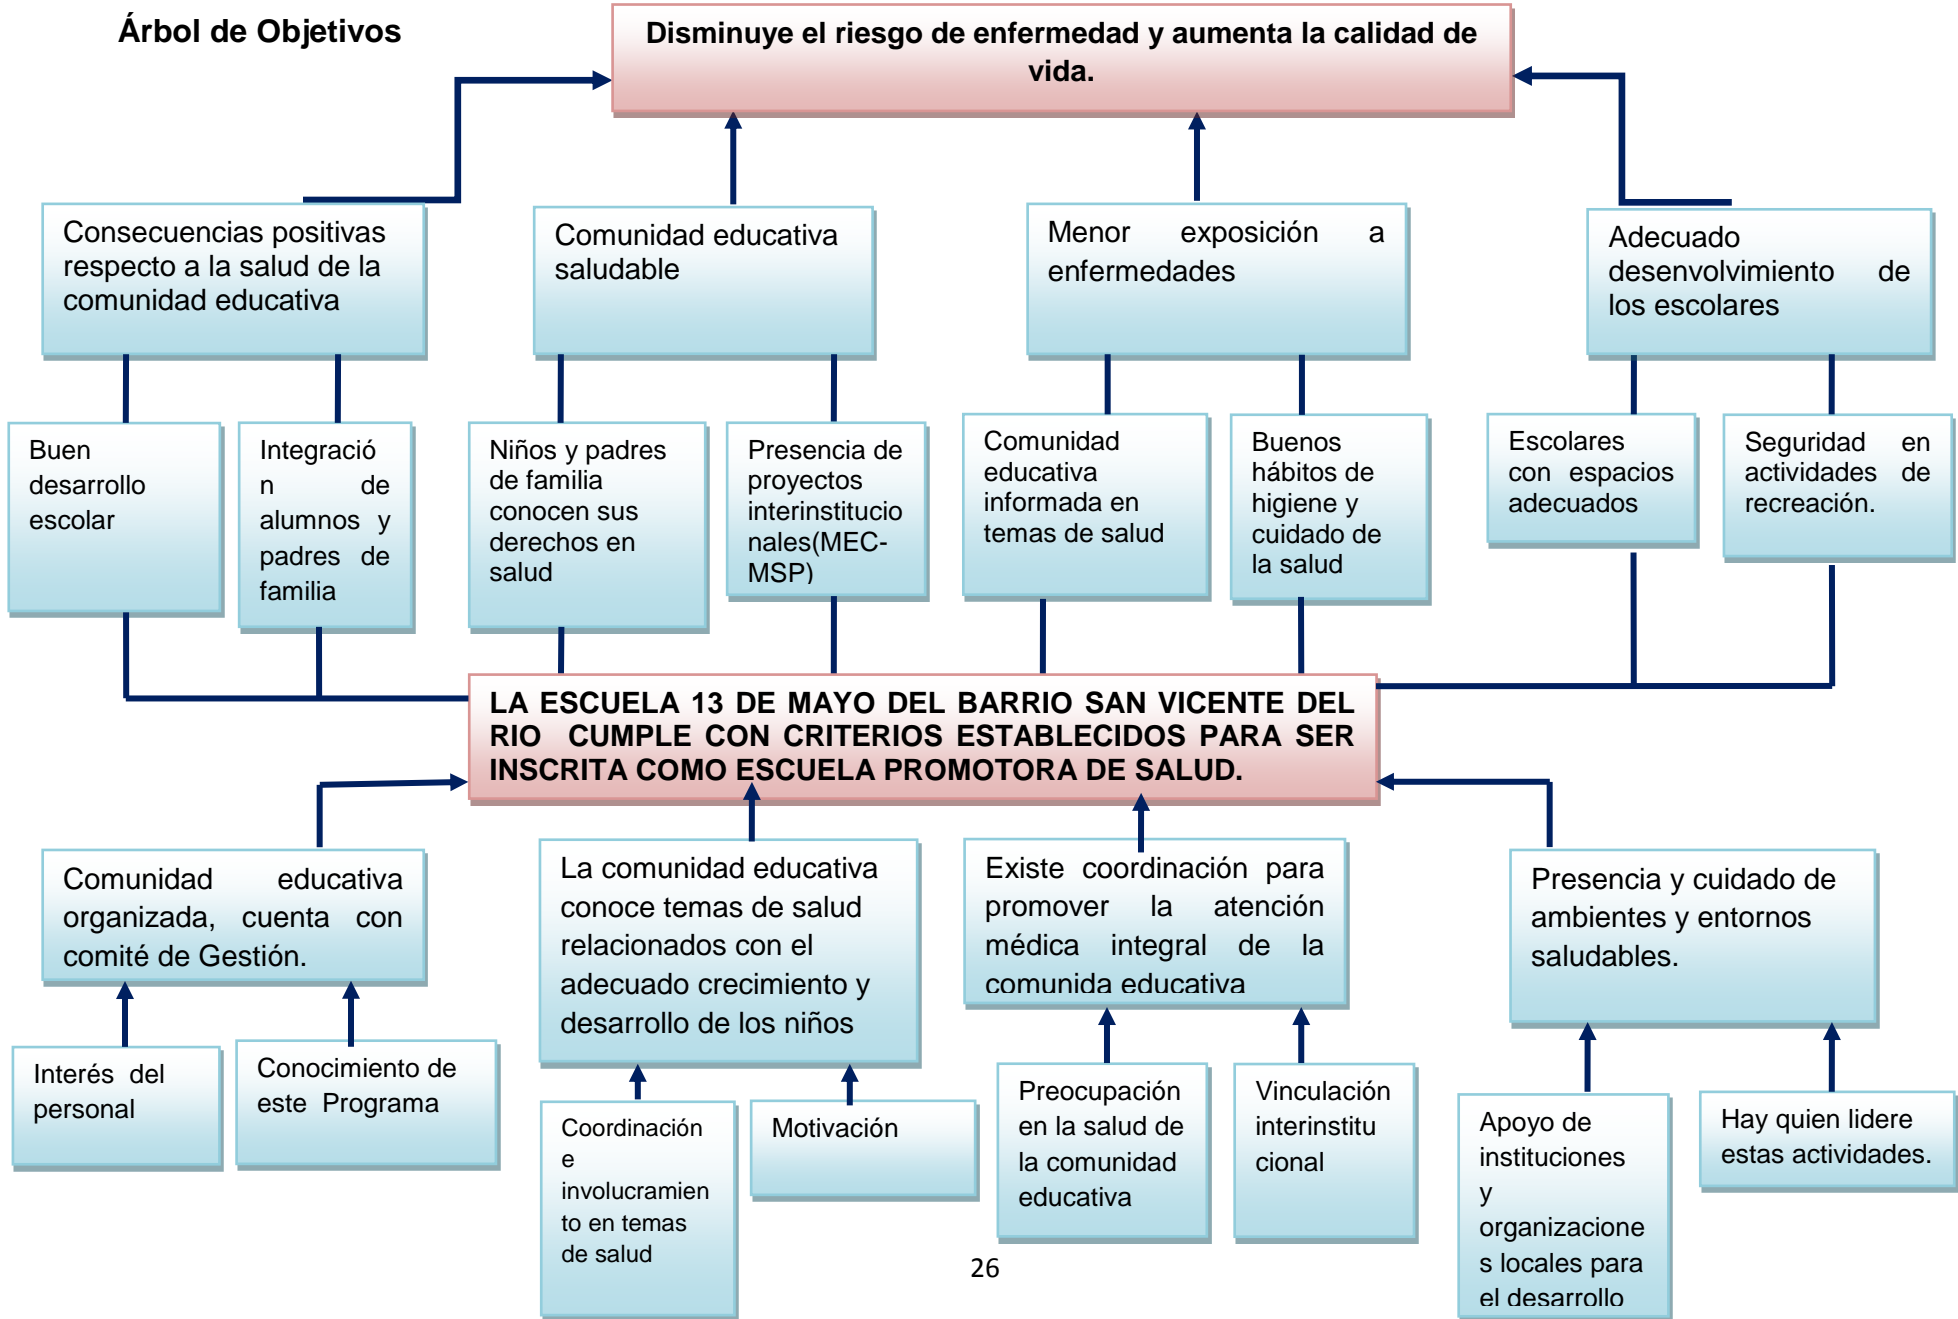 Árbol de Objetivos
Disminuye el riesgo de enfermedad y aumenta la calidad de
vida.
Consecuencias positivas
respecto a la salud de la
comunidad educativa
Comunidad educativa
saludable
Menor exposición a
enfermedades
Adecuado
desenvolvimiento de
los escolares
Buen
desarrollo
escolar
Integració
n de
alumnos y
padres de
familia
Niños y padres
de familia
conocen sus
derechos en
salud
Presencia de
proyectos
interinstitucio
nales(MEC-
MSP)
Comunidad
educativa
informada en
temas de salud
Buenos
hábitos de
higiene y
cuidado de
la salud
Escolares
con espacios
adecuados
Seguridad en
actividades de
recreación.
LA ESCUELA 13 DE MAYO DEL BARRIO SAN VICENTE DEL
RIO CUMPLE CON CRITERIOS ESTABLECIDOS PARA SER
INSCRITA COMO ESCUELA PROMOTORA DE SALUD.
Comunidad educativa
organizada, cuenta con
comité de Gestión.
La comunidad educativa
conoce temas de salud
relacionados con el
adecuado crecimiento y
desarrollo de los niños
Existe coordinación para
promover la atención
médica integral de la
comunida educativa
Presencia y cuidado de
ambientes y entornos
saludables.
Interés del
personal
Conocimiento de
este Programa
Coordinación
e
involucramien
to en temas
de salud
Motivación
Preocupación
en la salud de
la comunidad
educativa
Vinculación
interinstitu
cional
Apoyo de
instituciones
y
organizacione
s locales para
el desarrollo
Hay quien lidere
estas actividades.
26